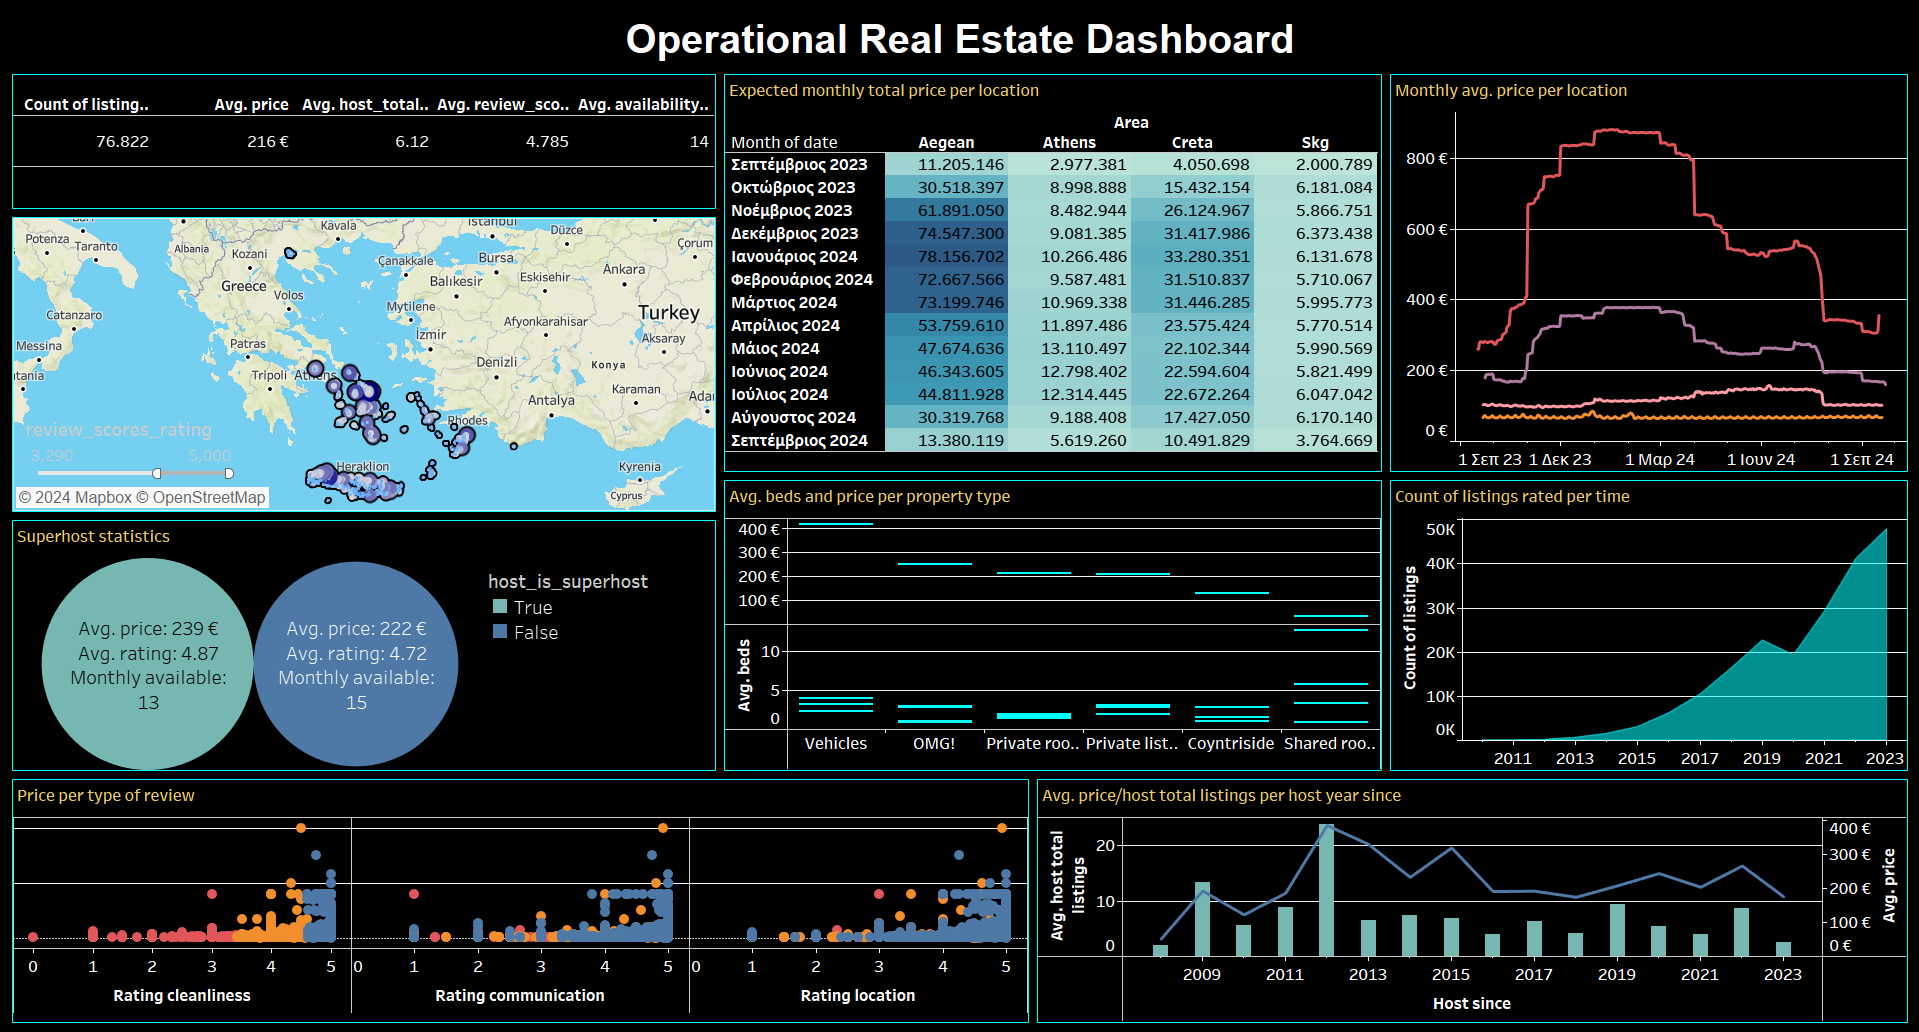 Operational Real Estate Dashboard
Count of listing.. Avg. price Avg. host_total.. Avg. review_sco.. Avg. availability..
76.822 216 € 6.12 4.785 14
Potenza
Taranto
Albania
Kavala
Istanbul
Düzce
Çorum
Kozani
Çanakkale
Bursa
Eskisehir
Ankara
Greece
Volos
Balıkesir
Mytilene
Turkey
Catanzaro
İzmir
Afyonkarahisar
Aksaray
Messina
Patras
Denizli
Konya
Tripoli
Athens
Karaman
Antalya
Rhodes
Heraklion
Kyrenia
Cyprus
review_scores_rating
3,290 5,000
© 2024 Mapbox © OpenStreetMap
Superhost statistics
Avg. price: 239 €
Avg. rating: 4.87
Monthly available:
13
Avg. price: 222 €
Avg. rating: 4.72
Monthly available:
15
host_is_superhost
True
False
Expected monthly total price per location
Area
Month of date Aegean Athens Creta Skg
Σεπτέμβριος 2023 11.205.146 2.977.381 4.050.698 2.000.789
Οκτώβριος 2023 30.518.397 8.998.888 15.432.154 6.181.084
Νοέμβριος 2023 61.891.050 8.482.944 26.124.967 5.866.751
Δεκέμβριος 2023 74.547.300 9.081.385 31.417.986 6.373.438
Ιανουάριος 2024 78.156.702 10.266.486 33.280.351 6.131.678
Φεβρουάριος 2024 72.667.566 9.587.481 31.510.837 5.710.067
Μάρτιος 2024 73.199.746 10.969.338 31.446.285 5.995.773
Απρίλιος 2024 53.759.610 11.897.486 23.575.424 5.770.514
Μάιος 2024 47.674.636 13.110.497 22.102.344 5.990.569
Ιούνιος 2024 46.343.605 12.798.402 22.594.604 5.821.499
Ιούλιος 2024 44.811.928 12.314.445 22.672.264 6.047.042
Αύγουστος 2024 30.319.768 9.188.408 17.427.050 6.170.140
Σεπτέμβριος 2024 13.380.119 5.619.260 10.491.829 3.764.669
Monthly avg. price per location
800 €
600 €
400 €
200 €
0 €
1 Σεπ 23 1 Δεκ 23 1 Μαρ 24 1 Ιουν 24 1 Σεπ 24
Avg. beds and price per property type
400 €
300 €
200 €
100 €
Avg. beds
10
5
0
Vehicles OMG! Private roo.. Private list.. Coyntriside Shared roo..
Count of listings rated per time
Count of listings
50K
40K
30K
20K
10K
0K
2011 2013 2015 2017 2019 2021 2023
Price per type of review
0 1 2 3 4 5 0 1 2 3 4 5 0 1 2 3 4 5
Rating cleanliness Rating communication Rating location
Avg. price/host total listings per host year since
Avg. host total
listings
20
10
0
400 €
300 €
200 €
100 €
0 €
Avg. price
2009 2011 2013 2015 2017 2019 2021 2023
Host since